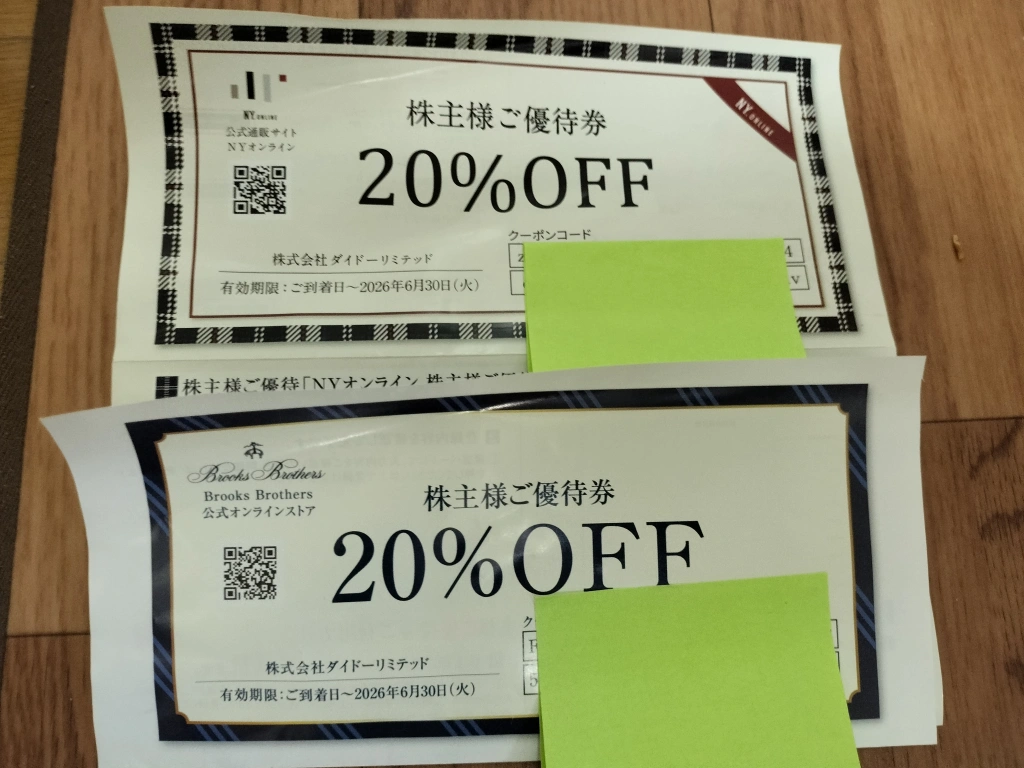 NY.ONLINE
公式通販サイト
NYオンライン
株主様ご優待券
NY.ONLINE
20%OFF
クーポンコード
z
4
v
株式会社ダイドーリミテッド
有効期限：ご到着日～2026年6月30日(火)
株主様ご優待「NYオンライン 株主様ご
Brooks Brothers
Brooks Brothers
公式オンラインストア
株主様ご優待券
20%OFF
ク
F
5
株式会社ダイドーリミテッド
有効期限：ご到着日～2026年6月30日(火)